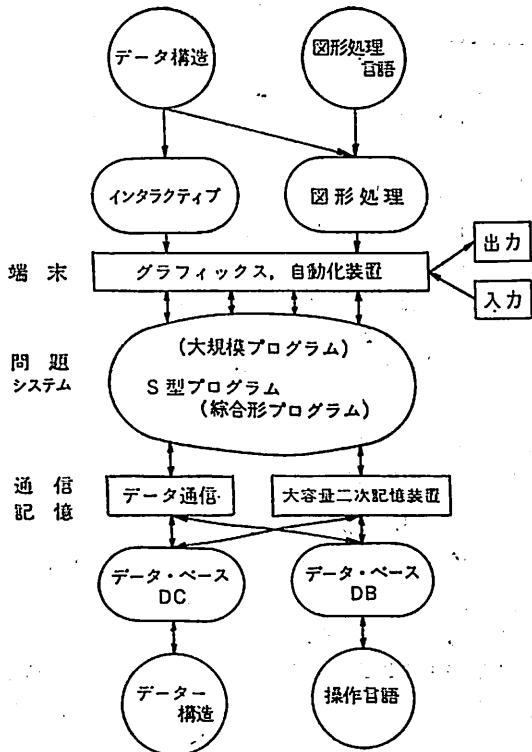 データ構造
図形処理
言語
インタラクティブ
図形処理
端末
グラフィックス,自動化装置
出力
入力
問題
システム
(大規模プログラム)
S型プログラム
(綜合形プログラム)
通信
記憶
データ通信
大容量二次記憶装置
データ・ベース
DC
データ・ベース
DB
データー
構造
操作言語